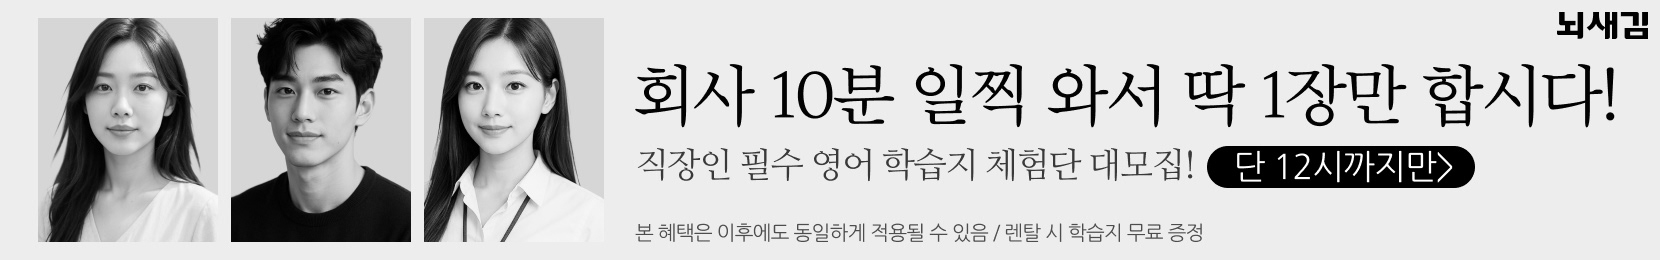 뇌새김
회사 10분 일찍 와서 딱 1장만 합시다!
직장인 필수 영어 학습지 체험단 대모집! 단 12시까지만>
본 혜택은 이후에도 동일하게 적용될 수 있음 / 렌탈 시 학습지 무료 증정